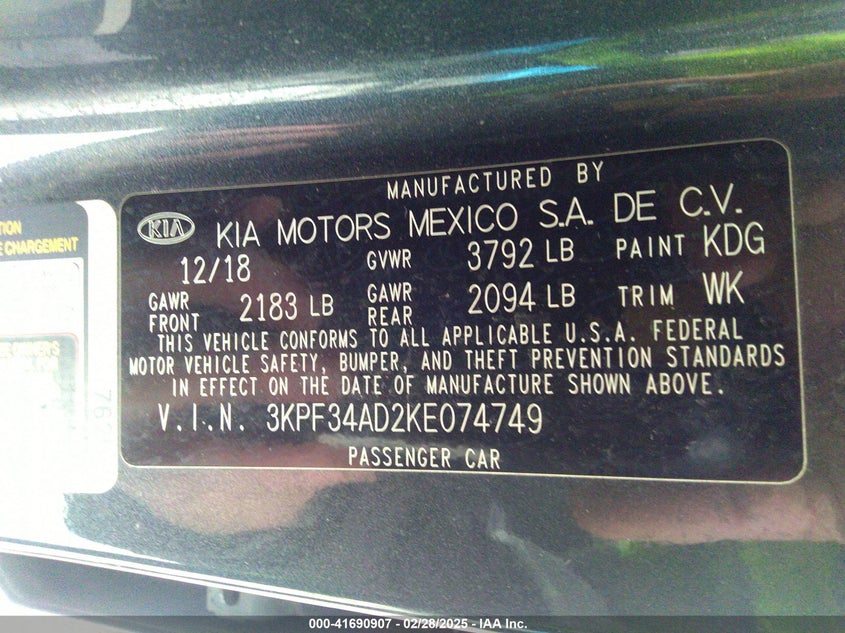 MANUFACTURED BY
KIA KIA MOTORS MEXICO S.A. DE C.V.
12/18 GVWR 3792 LB PAINT KDG
GAWR FRONT 2183 LB GAWR REAR 2094 LB TRIM WK
THIS VEHICLE CONFORMS TO ALL APPLICABLE U.S.A. FEDERAL
MOTOR VEHICLE SAFETY, BUMPER, AND THEFT PREVENTION STANDARDS
IN EFFECT ON THE DATE OF MANUFACTURE SHOWN ABOVE.
V.I.N. 3KPF34AD2KE074749
PASSENGER CAR
CHARGEMENT
000-41690907 - 02/28/2025 - IAA Inc.